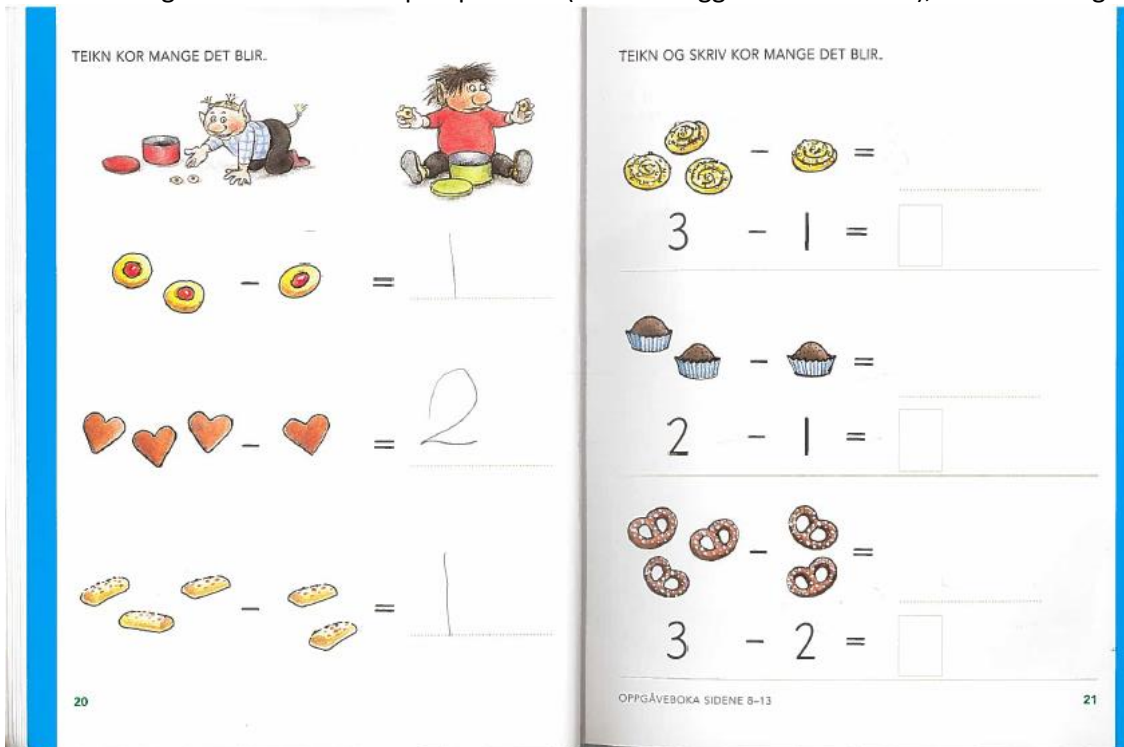 TEIKN KOR MANGE DET BLIR.
- = 1
- = 2
- = 1
20
TEIKN OG SKRIV KOR MANGE DET BLIR.
- =
3 - 1 =
- =
2 - 1 =
- =
3 - 2 =
OPPGÅVEBOKA SIDENE 8–13
21